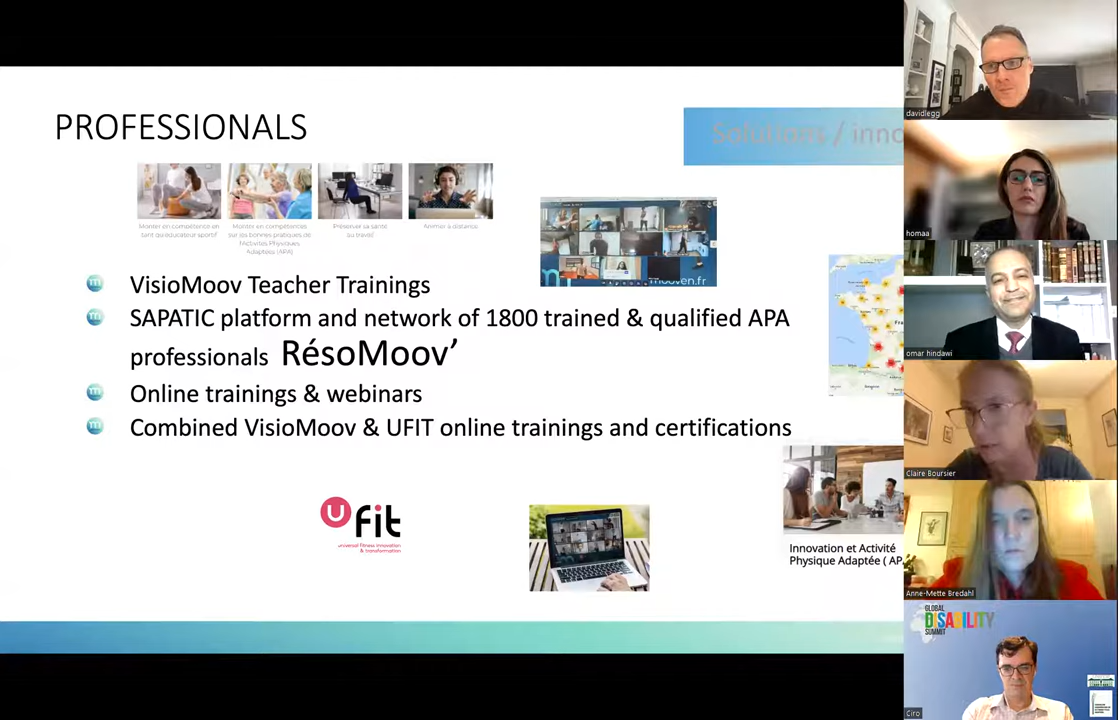 PROFESSIONALS
Solutions / inno
Monter en compétence en
tant qu'éducateur sportif
Monter en compétences
sur les bonnes pratiques de
l'Activités Physiques
Adaptées (APA)
Préserver sa santé
au travail
Animer à distance
mooven.fr
VisioMoov Teacher Trainings
SAPATIC platform and network of 1800 trained & qualified APA
professionals RésoMoov’
Online trainings & webinars
Combined VisioMoov & UFIT online trainings and certifications
U fit
universal fitness innovation
& transformation
Innovation et Activité
Physique Adaptée ( AP
davidlegg
homaa
omar hindawi
Claire Boursier
Anne-Mette Bredahl
GLOBAL
DISABILITY
SUMMIT
Ciro